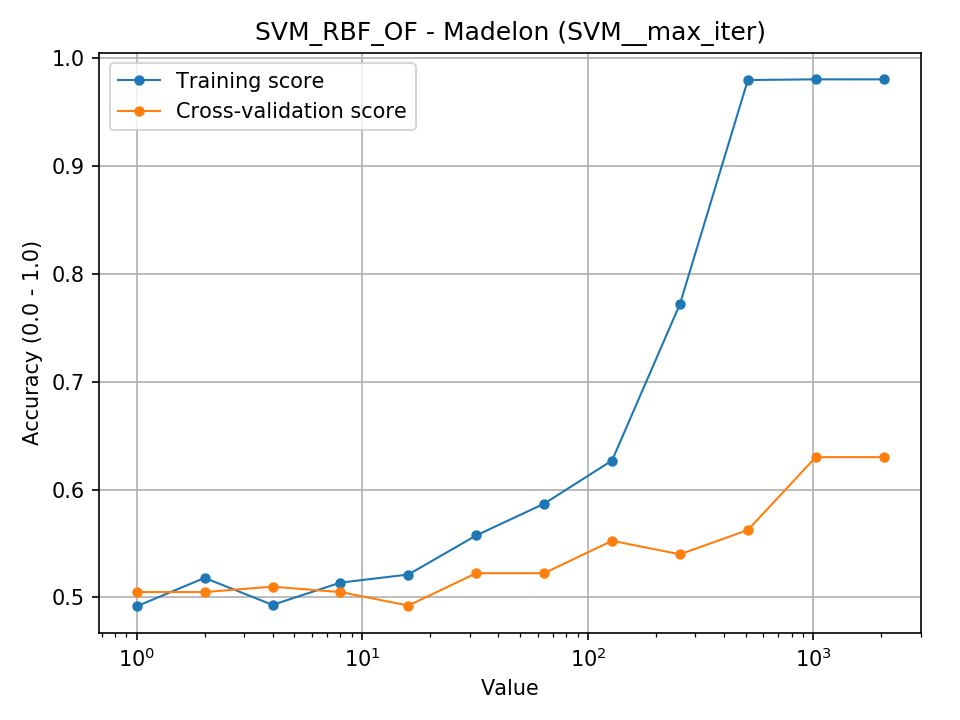 SVM_RBF_OF - Madelon (SVM__max_iter)
Training score
Cross-validation score
Accuracy (0.0 - 1.0)
1.0
0.9
0.8
0.7
0.6
0.5
10⁰ 10¹ 10² 10³
Value